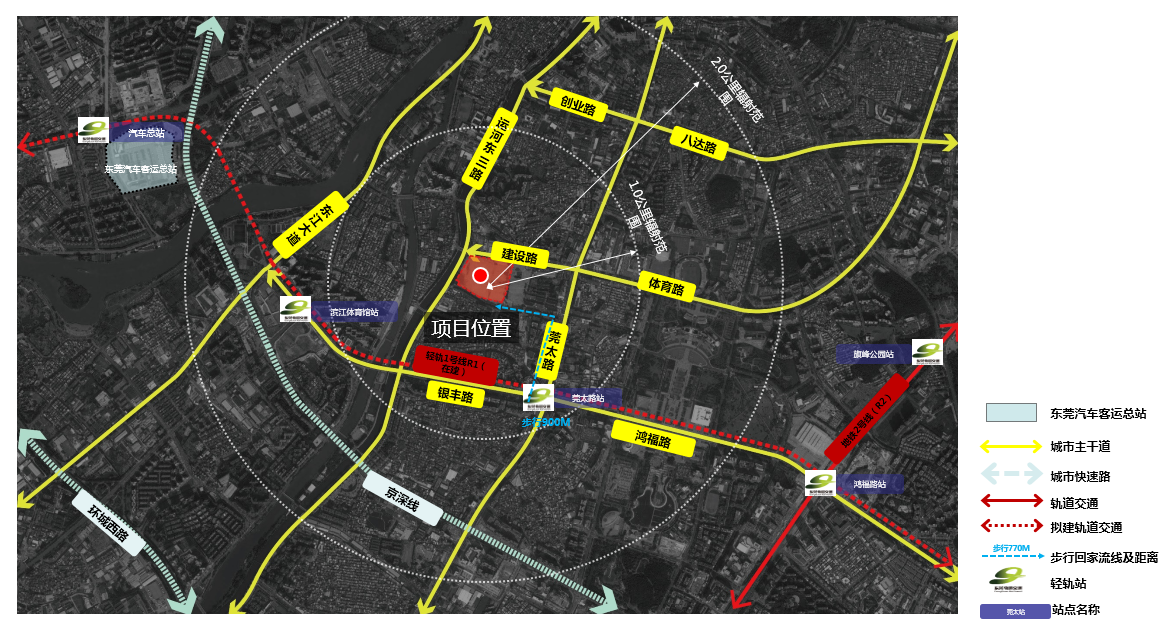 2.0公里辐射范
围
创业路
运河东三路
汽车总站
八达路
东莞汽车客运总站
1.0公里辐射范
围
东江大道
建设路
体育路
滨江体育馆站
项目位置
莞太路
旗峰公园站
轻轨1号线R1（
在建）
银丰路
莞太路站
地铁2号线（R2）
步行900M
鸿福路
鸿福路站
京深线
环城西路
东莞汽车客运总站
城市主干道
城市快速路
轨道交通
拟建轨道交通
步行770M
步行回家流线及距离
轻轨站
莞太站
站点名称